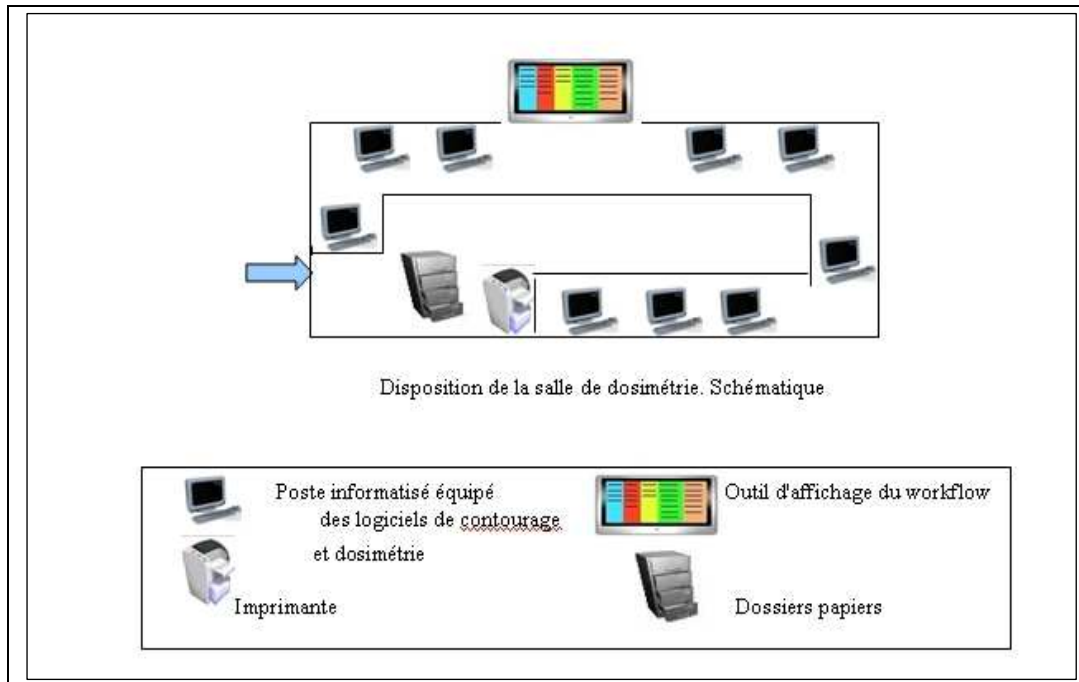 Disposition de la salle de dosimétrie. Schématique
Poste informatisé équipé
des logiciels de contourage
et dosimétrie
Outil d'affichage du workflow
Imprimante
Dossiers papiers